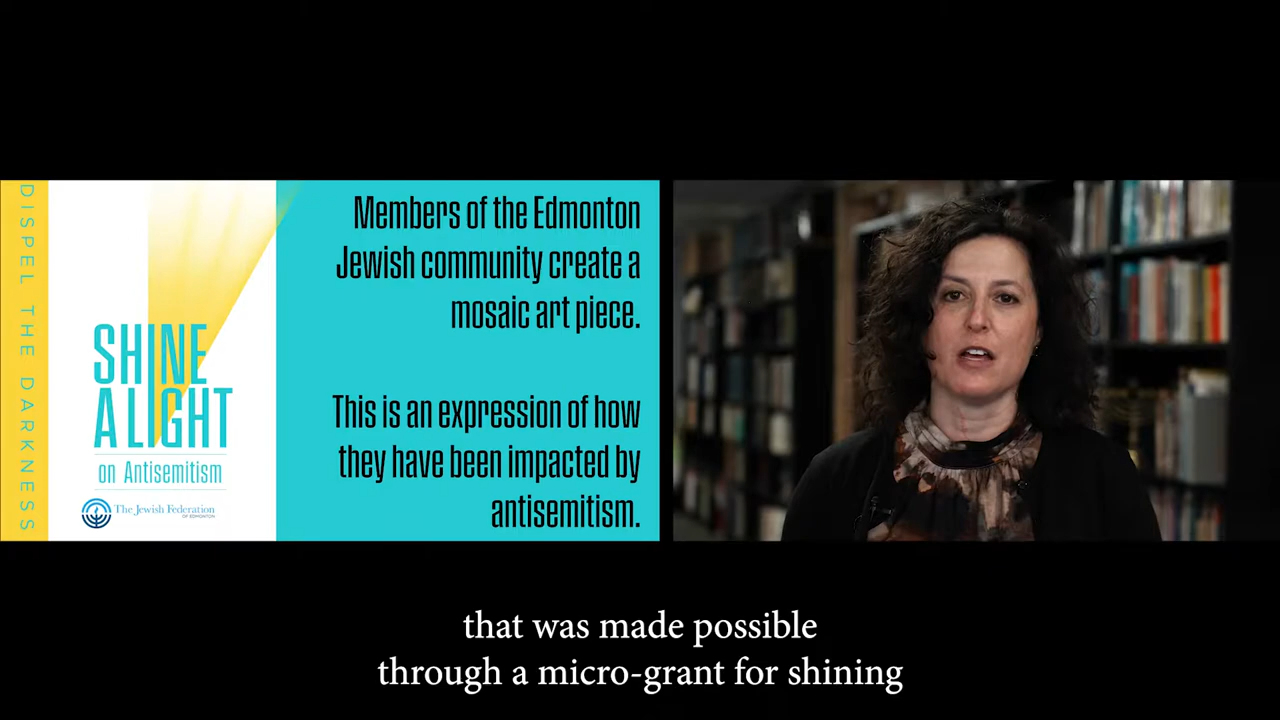 DISPEL THE DARKNESS
SHINE
A LIGHT
on Antisemitism
The Jewish Federation
OF EDMONTON
Members of the Edmonton
Jewish community create a
mosaic art piece.
This is an expression of how
they have been impacted by
antisemitism.
that was made possible
through a micro-grant for shining